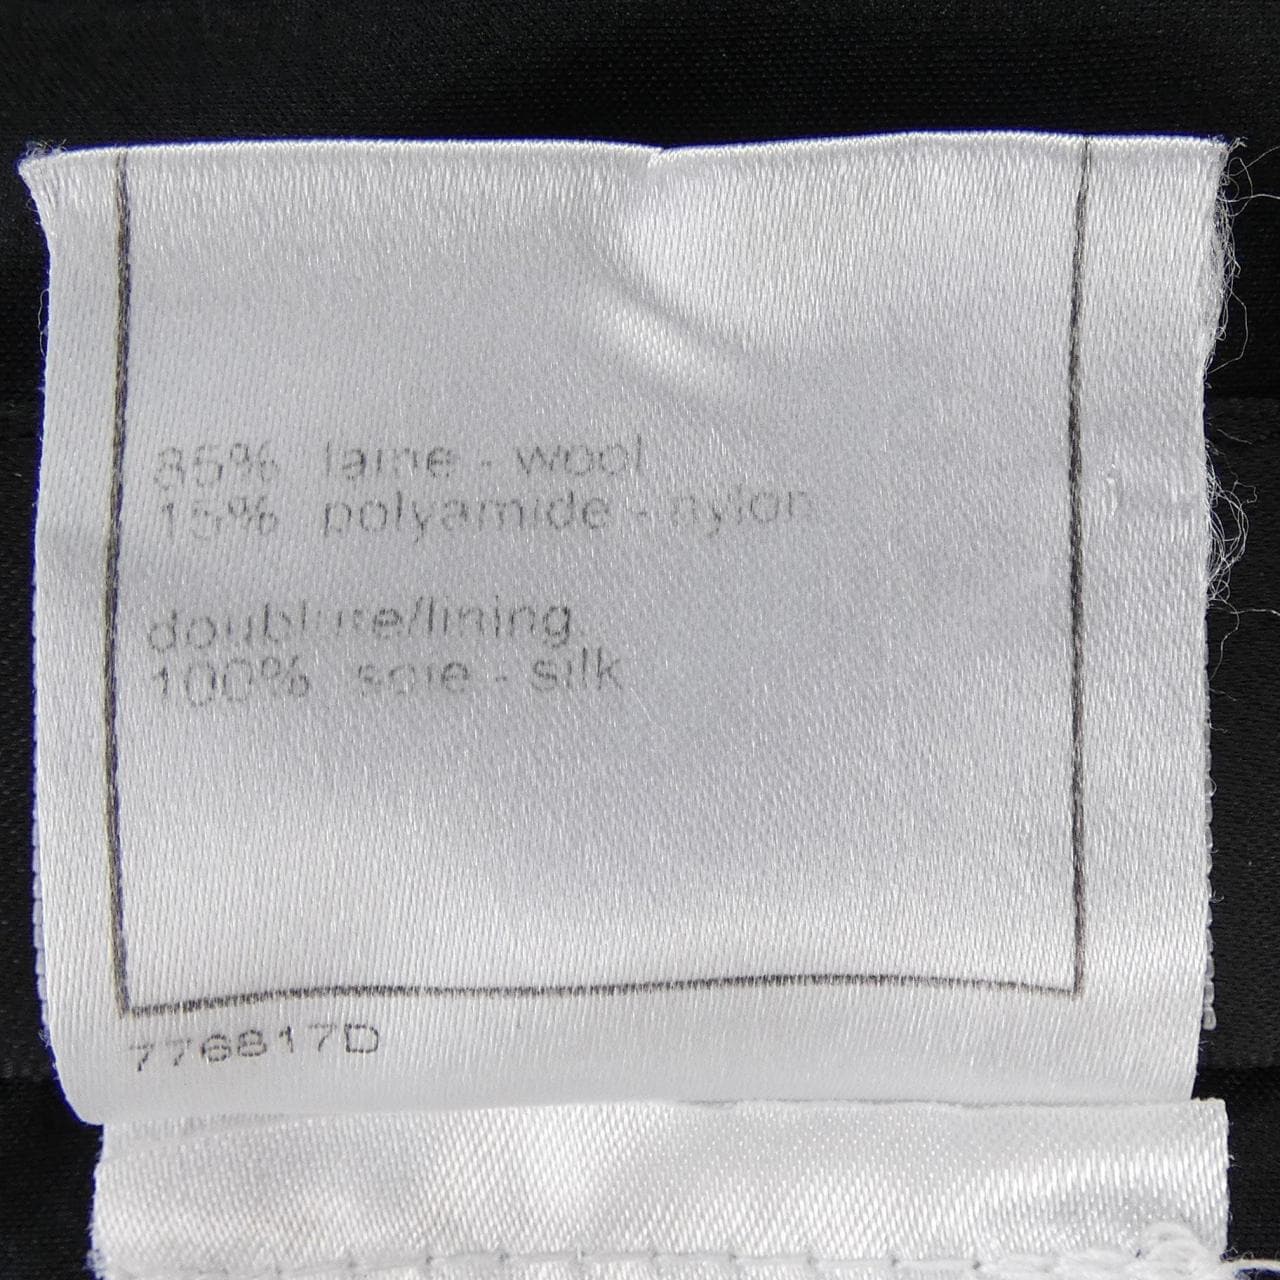 85% laine - wool
15% polyamide - nylon
doublure/lining
100% soie - silk
776817D